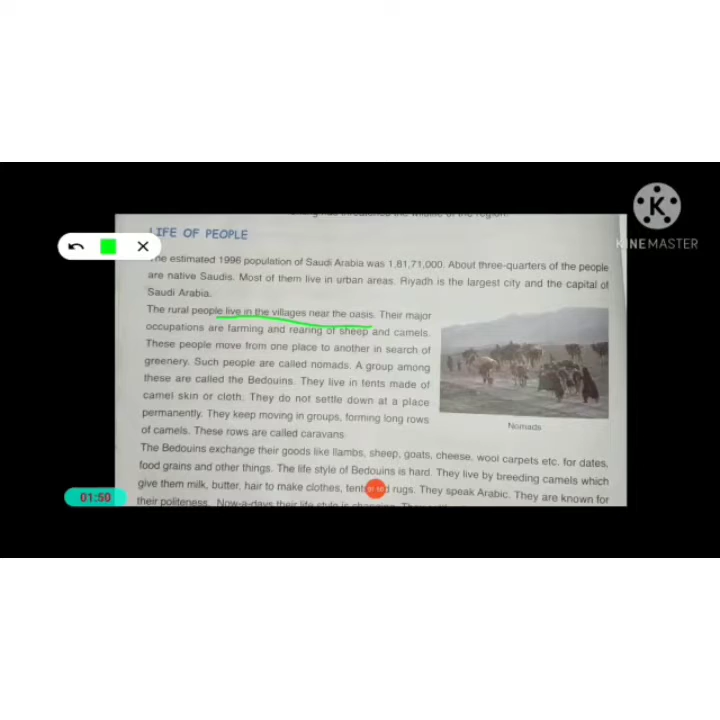 KINEMASTER
LIFE OF PEOPLE
The estimated 1996 population of Saudi Arabia was 1,81,71,000. About three-quarters of the people
are native Saudis. Most of them live in urban areas. Riyadh is the largest city and the capital of
Saudi Arabia.
The rural people live in the villages near the oasis. Their major
occupations are farming and rearing of sheep and camels.
These people move from one place to another in search of
greenery. Such people are called nomads. A group among
these are called the Bedouins. They live in tents made of
camel skin or cloth. They do not settle down at a place
permanently. They keep moving in groups, forming long rows
of camels. These rows are called caravans.
Nomads
The Bedouins exchange their goods like llambs, sheep, goats, cheese, wool carpets etc. for dates,
food grains and other things. The life style of Bedouins is hard. They live by breeding camels which
give them milk, butter, hair to make clothes, rugs. They speak Arabic. They are known for
their politeness. Now-a-days their life style is
01:50